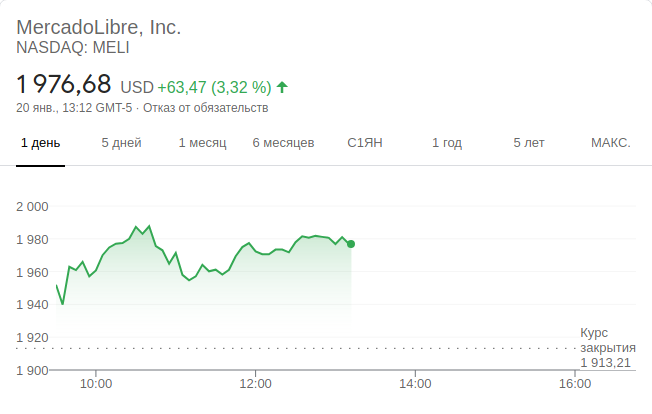 MercadoLibre, Inc.
NASDAQ: MELI
1 976,68 USD +63,47 (3,32 %)
20 янв., 13:12 GMT-5 · Отказ от обязательств
1 день 5 дней 1 месяц 6 месяцев С1ЯН 1 год 5 лет МАКС.
2 000
1 980
1 960
1 940
1 920
1 900
Курс
закрытия
1 913,21
10:00 12:00 14:00 16:00